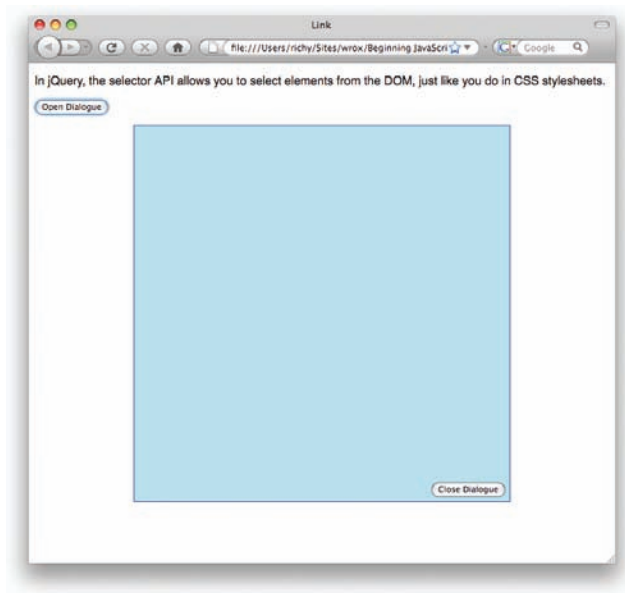 Link
file:///Users/richy/Sites/wrox/Beginning JavaScri
Google
In jQuery, the selector API allows you to select elements from the DOM, just like you do in CSS stylesheets.
Open Dialogue
Close Dialogue